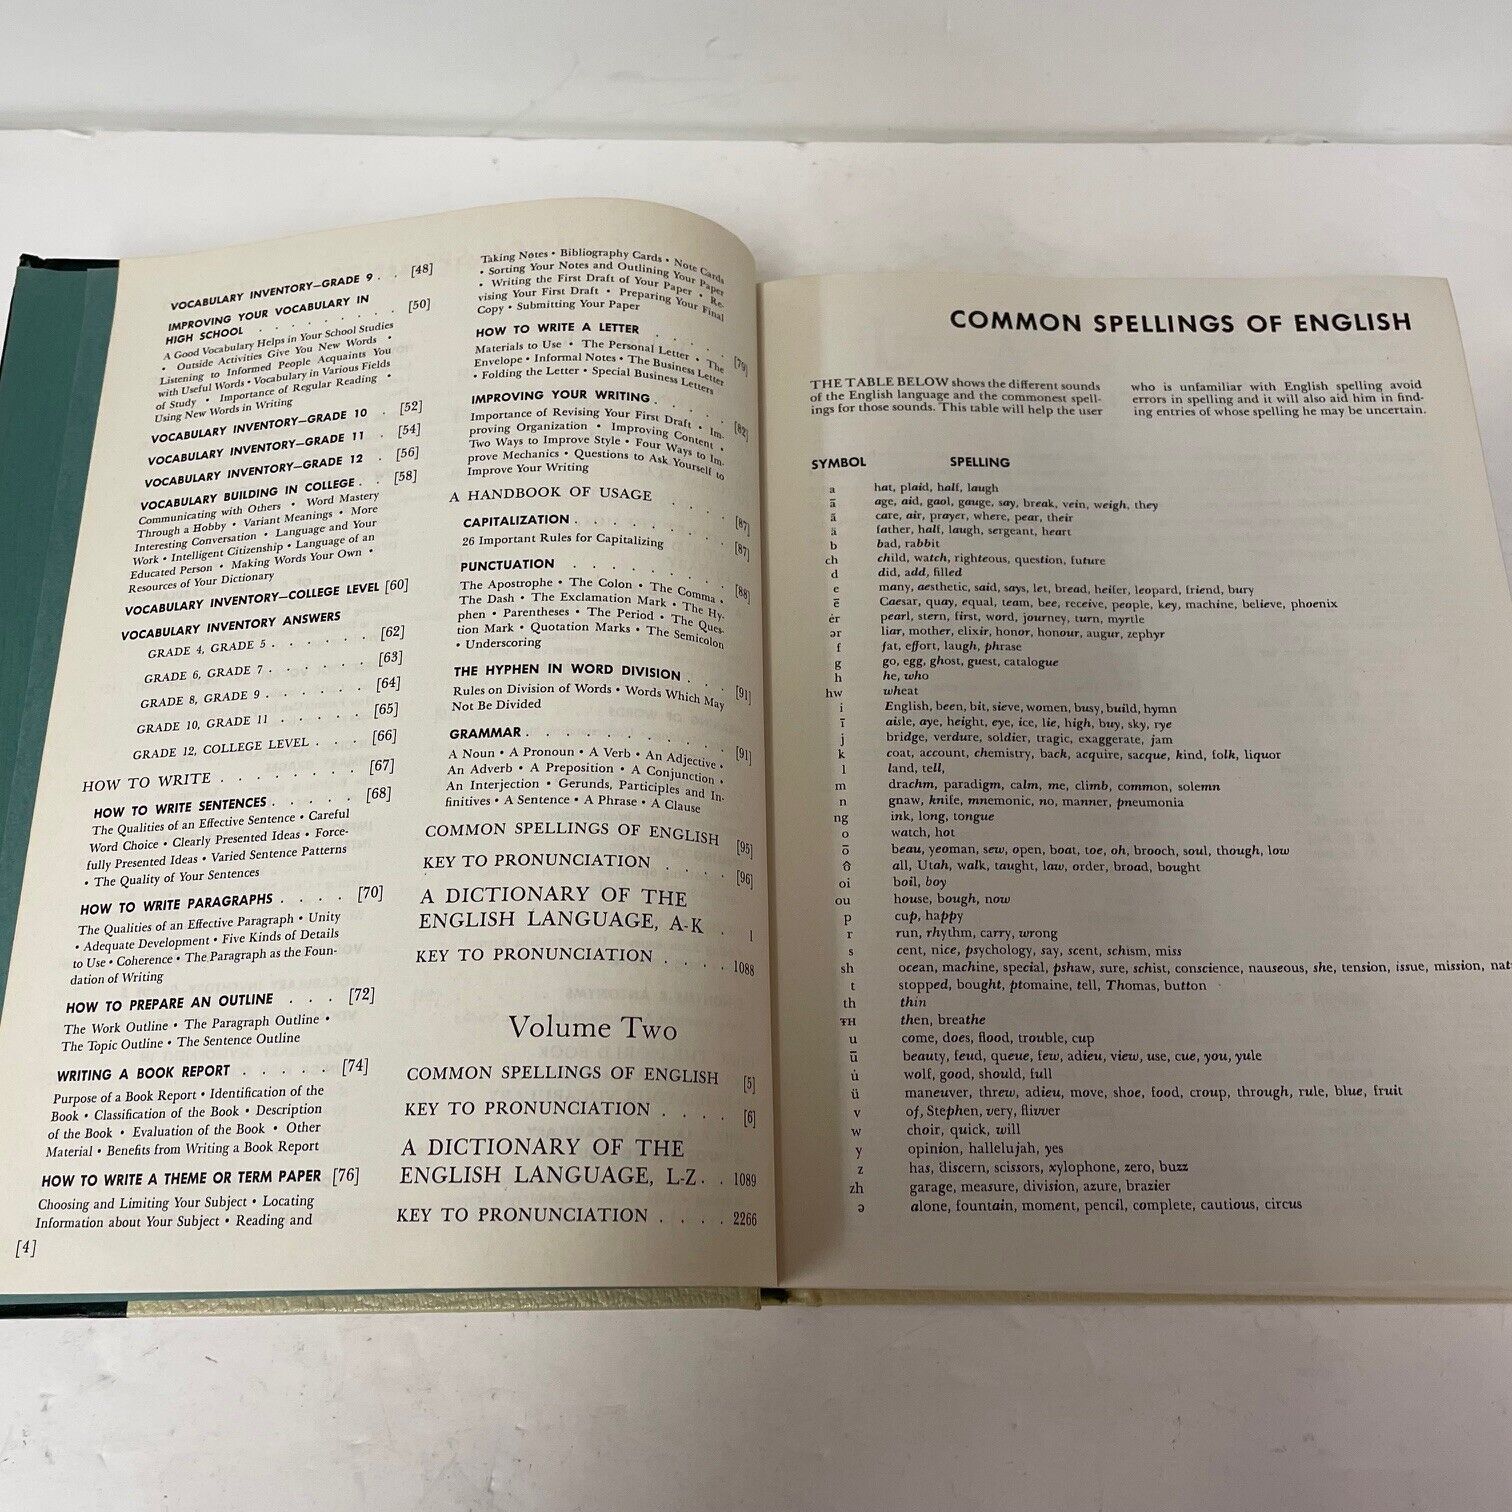 VOCABULARY INVENTORY—GRADE 9 . . [48]
IMPROVING YOUR VOCABULARY IN
HIGH SCHOOL . . . . . . . . . [50]
A Good Vocabulary Helps in Your School Studies
• Outside Activities Give You New Words •
Listening to Informed People Acquaints You
with Useful Words • Vocabulary in Various Fields
of Study • Importance of Regular Reading •
Using New Words in Writing
VOCABULARY INVENTORY—GRADE 10 . [52]
VOCABULARY INVENTORY—GRADE 11 . [54]
VOCABULARY INVENTORY—GRADE 12 . [56]
VOCABULARY BUILDING IN COLLEGE . . [58]
Communicating with Others • Word Mastery
Through a Hobby • Variant Meanings • More
Interesting Conversation • Language and Your
Work • Intelligent Citizenship • Language of an
Educated Person • Making Words Your Own •
Resources of Your Dictionary
VOCABULARY INVENTORY—COLLEGE LEVEL [60]
VOCABULARY INVENTORY ANSWERS
GRADE 4, GRADE 5 . . . . . . [62]
GRADE 6, GRADE 7 . . . . . . [63]
GRADE 8, GRADE 9 . . . . . . [64]
GRADE 10, GRADE 11 . . . . . [65]
GRADE 12, COLLEGE LEVEL . . . [66]
HOW TO WRITE . . . . . . . . [67]
HOW TO WRITE SENTENCES . . . . . [68]
The Qualities of an Effective Sentence • Careful
Word Choice • Clearly Presented Ideas • Force-
fully Presented Ideas • Varied Sentence Patterns
• The Quality of Your Sentences
HOW TO WRITE PARAGRAPHS . . . . [70]
The Qualities of an Effective Paragraph • Unity
• Adequate Development • Five Kinds of Details
to Use • Coherence • The Paragraph as the Foun-
dation of Writing
HOW TO PREPARE AN OUTLINE . . . [72]
The Work Outline • The Paragraph Outline •
The Topic Outline • The Sentence Outline
WRITING A BOOK REPORT . . . . . [74]
Purpose of a Book Report • Identification of the
Book • Classification of the Book • Description
of the Book • Evaluation of the Book • Other
Material • Benefits from Writing a Book Report
HOW TO WRITE A THEME OR TERM PAPER [76]
Choosing and Limiting Your Subject • Locating
Information about Your Subject • Reading and
[4]
Taking Notes • Bibliography Cards • Note Cards
• Sorting Your Notes and Outlining Your Paper
• Writing the First Draft of Your Paper • Re-
vising Your First Draft • Preparing Your Final
Copy • Submitting Your Paper
HOW TO WRITE A LETTER . . . . . [79]
Materials to Use • The Personal Letter • The
Envelope • Informal Notes • The Business Letter
• Folding the Letter • Special Business Letters
IMPROVING YOUR WRITING . . . . . [82]
Importance of Revising Your First Draft • Im-
proving Organization • Improving Content •
Two Ways to Improve Style • Four Ways to Im-
prove Mechanics • Questions to Ask Yourself to
Improve Your Writing
A HANDBOOK OF USAGE . . . . [87]
CAPITALIZATION . . . . . . . . . [87]
26 Important Rules for Capitalizing
PUNCTUATION . . . . . . . . . [88]
The Apostrophe • The Colon • The Comma •
The Dash • The Exclamation Mark • The Hy-
phen • Parentheses • The Period • The Ques-
tion Mark • Quotation Marks • The Semicolon
• Underscoring
THE HYPHEN IN WORD DIVISION . . . [91]
Rules on Division of Words • Words Which May
Not Be Divided
GRAMMAR . . . . . . . . . . . [91]
A Noun • A Pronoun • A Verb • An Adjective •
An Adverb • A Preposition • A Conjunction •
An Interjection • Gerunds, Participles and In-
finitives • A Sentence • A Phrase • A Clause
COMMON SPELLINGS OF ENGLISH [95]
KEY TO PRONUNCIATION . . . . [96]
A DICTIONARY OF THE
ENGLISH LANGUAGE, A-K . 1
KEY TO PRONUNCIATION . . . . 1088
Volume Two
COMMON SPELLINGS OF ENGLISH [5]
KEY TO PRONUNCIATION . . . . [6]
A DICTIONARY OF THE
ENGLISH LANGUAGE, L-Z . . 1089
KEY TO PRONUNCIATION . . . . 2266
COMMON SPELLINGS OF ENGLISH
THE TABLE BELOW shows the different sounds
of the English language and the commonest spell-
ings for those sounds. This table will help the user
who is unfamiliar with English spelling avoid
errors in spelling and it will also aid him in find-
ing entries of whose spelling he may be uncertain.
SYMBOL SPELLING
a hat, plaid, half, laugh
ā age, aid, gaol, gauge, say, break, vein, weigh, they
ã care, air, prayer, where, pear, their
ä father, half, laugh, sergeant, heart
b bad, rabbit
ch child, watch, righteous, question, future
d did, add, filled
e many, aesthetic, said, says, let, bread, heifer, leopard, friend, bury
ē Caesar, quay, equal, team, bee, receive, people, key, machine, believe, phoenix
ėr pearl, stern, first, word, journey, turn, myrtle
ər liar, mother, elixir, honor, honour, augur, zephyr
f fat, effort, laugh, phrase
g go, egg, ghost, guest, catalogue
h he, who
hw wheat
i English, been, bit, sieve, women, busy, build, hymn
ī aisle, aye, height, eye, ice, lie, high, buy, sky, rye
j bridge, verdure, soldier, tragic, exaggerate, jam
k coat, account, chemistry, back, acquire, sacque, kind, folk, liquor
l land, tell,
m drachm, paradigm, calm, me, climb, common, solemn
n gnaw, knife, mnemonic, no, manner, pneumonia
ng ink, long, tongue
o watch, hot
ō beau, yeoman, sew, open, boat, toe, oh, brooch, soul, though, low
ô all, Utah, walk, taught, law, order, broad, bought
oi boil, boy
ou house, bough, now
p cup, happy
r run, rhythm, carry, wrong
s cent, nice, psychology, say, scent, schism, miss
sh ocean, machine, special, pshaw, sure, schist, conscience, nauseous, she, tension, issue, mission, nat
t stopped, bought, ptomaine, tell, Thomas, button
th thin
ᴛʜ then, breathe
u come, does, flood, trouble, cup
ū beauty, feud, queue, few, adieu, view, use, cue, you, yule
u̇ wolf, good, should, full
ü maneuver, threw, adieu, move, shoe, food, croup, through, rule, blue, fruit
v of, Stephen, very, flivver
w choir, quick, will
y opinion, hallelujah, yes
z has, discern, scissors, xylophone, zero, buzz
zh garage, measure, division, azure, brazier
ə alone, fountain, moment, pencil, complete, cautious, circus